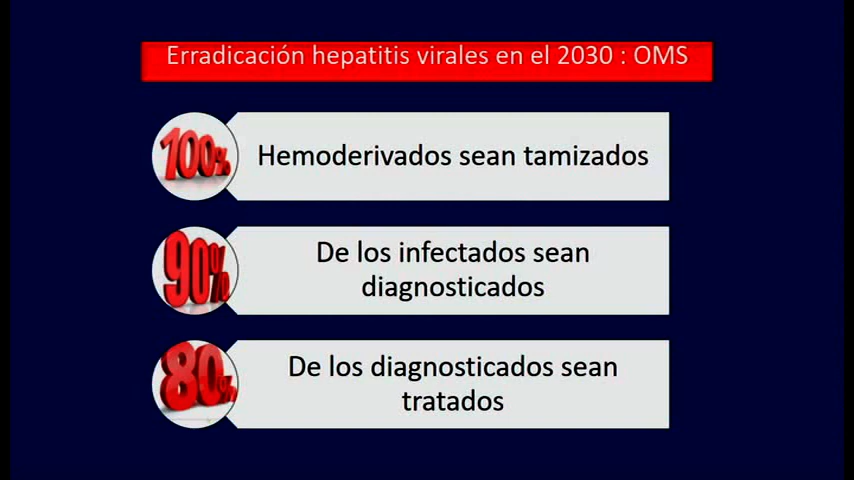 Erradicación hepatitis virales en el 2030 : OMS
100%
Hemoderivados sean tamizados
90%
De los infectados sean
diagnosticados
80%
De los diagnosticados sean
tratados